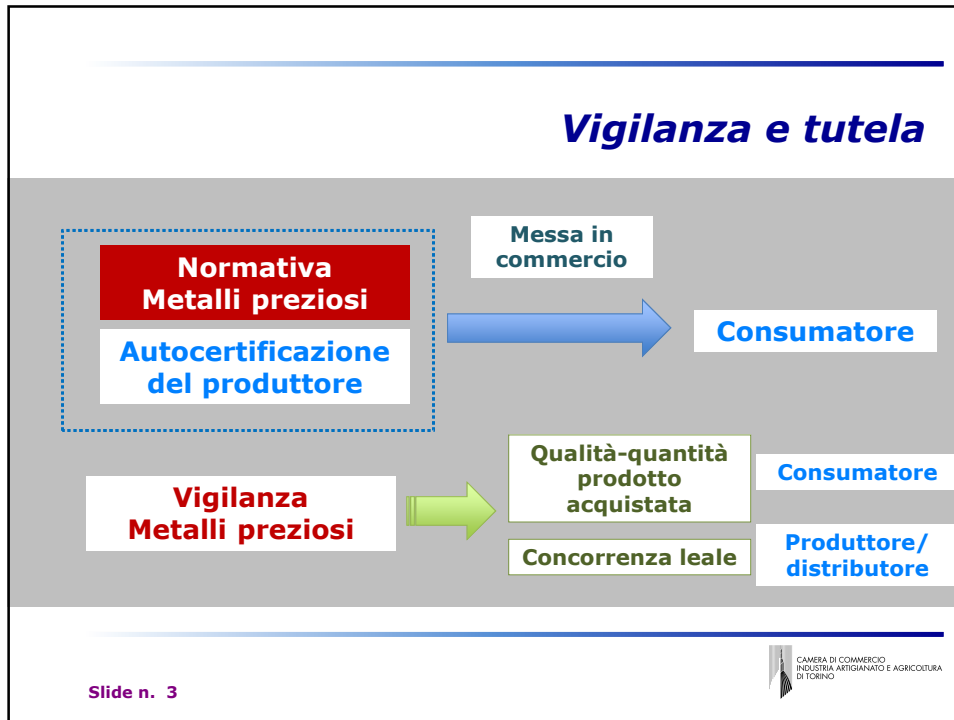 Vigilanza e tutela
Normativa
Metalli preziosi
Autocertificazione
del produttore
Messa in
commercio
Consumatore
Vigilanza
Metalli preziosi
Qualità-quantità
prodotto
acquistata
Consumatore
Concorrenza leale
Produttore/
distributore
Slide n. 3
CAMERA DI COMMERCIO
INDUSTRIA ARTIGIANATO E AGRICOLTURA
DI TORINO